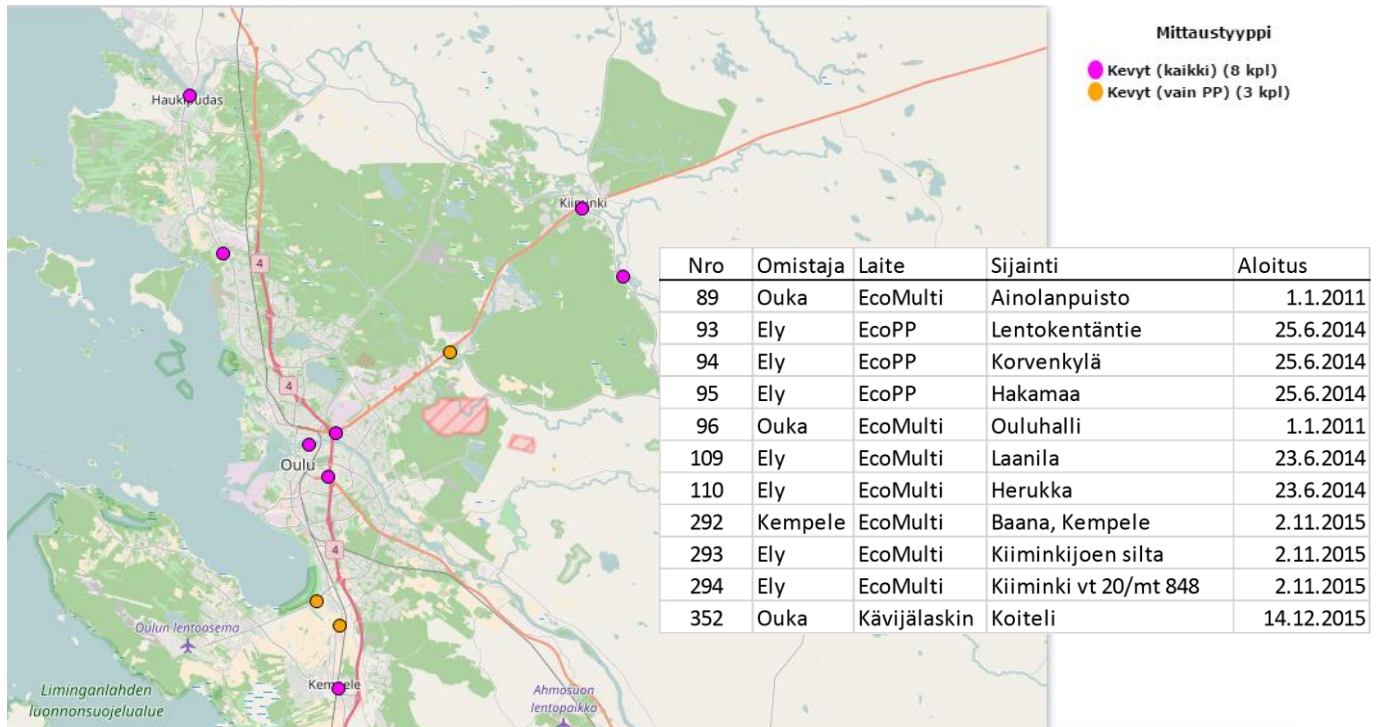 Mittaustyyppi
Kevyt (kaikki) (8 kpl)
Kevyt (vain PP) (3 kpl)
Haukipudas
Kiiminki
4
4
Oulu
4
Oulun lentoasema
Kempele
Liminganlahden
luonnonsuojelualue
Ahmosuon
lentopaikka
Nro Omistaja Laite Sijainti Aloitus
89 Ouka EcoMulti Ainolanpuisto 1.1.2011
93 Ely EcoPP Lentokentäntie 25.6.2014
94 Ely EcoPP Korvenkylä 25.6.2014
95 Ely EcoPP Hakamaa 25.6.2014
96 Ouka EcoMulti Ouluhalli 1.1.2011
109 Ely EcoMulti Laanila 23.6.2014
110 Ely EcoMulti Herukka 23.6.2014
292 Kempele EcoMulti Baana, Kempele 2.11.2015
293 Ely EcoMulti Kiiminkijoen silta 2.11.2015
294 Ely EcoMulti Kiiminki vt 20/mt 848 2.11.2015
352 Ouka Kävijälaskin Koiteli 14.12.2015